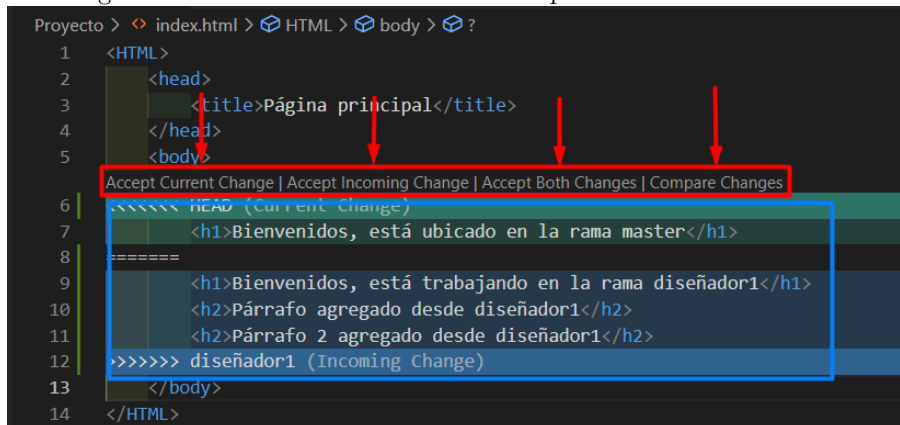 Proyecto > index.html > HTML > body > ?
1 <HTML>
2 <head>
3 <title>Página principal</title>
4 </head>
5 <body>
Accept Current Change | Accept Incoming Change | Accept Both Changes | Compare Changes
6 <<<<<<< HEAD (Current Change)
7 <h1>Bienvenidos, está ubicado en la rama master</h1>
8 =======
9 <h1>Bienvenidos, está trabajando en la rama diseñador1</h1>
10 <h2>Párrafo agregado desde diseñador1</h2>
11 <h2>Párrafo 2 agregado desde diseñador1</h2>
12 >>>>>>> diseñador1 (Incoming Change)
13 </body>
14 </HTML>